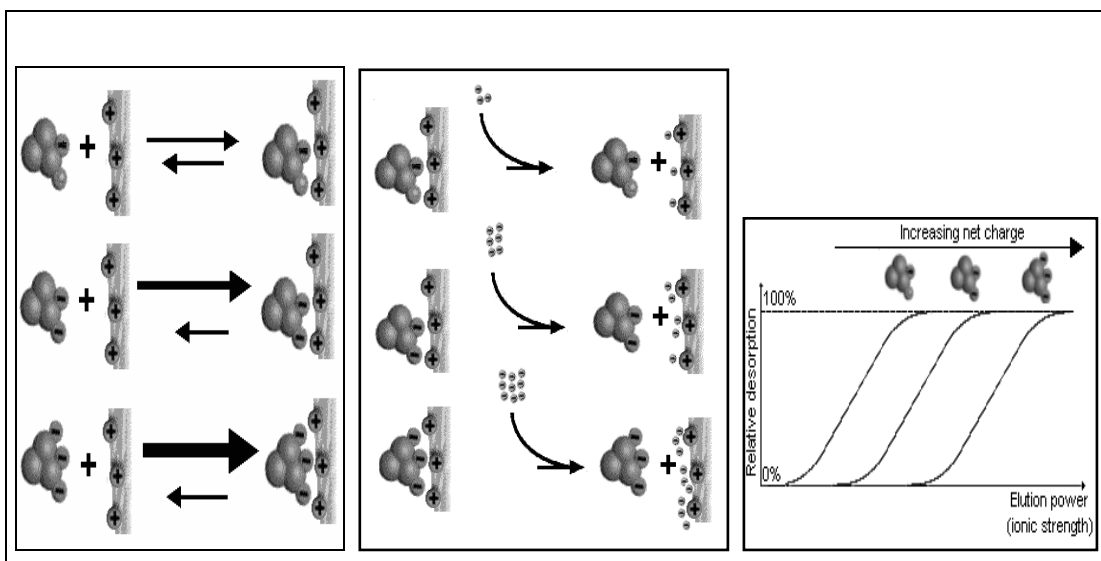 Increasing net charge
100%
Relative desorption
0%
Elution power
(ionic strength)